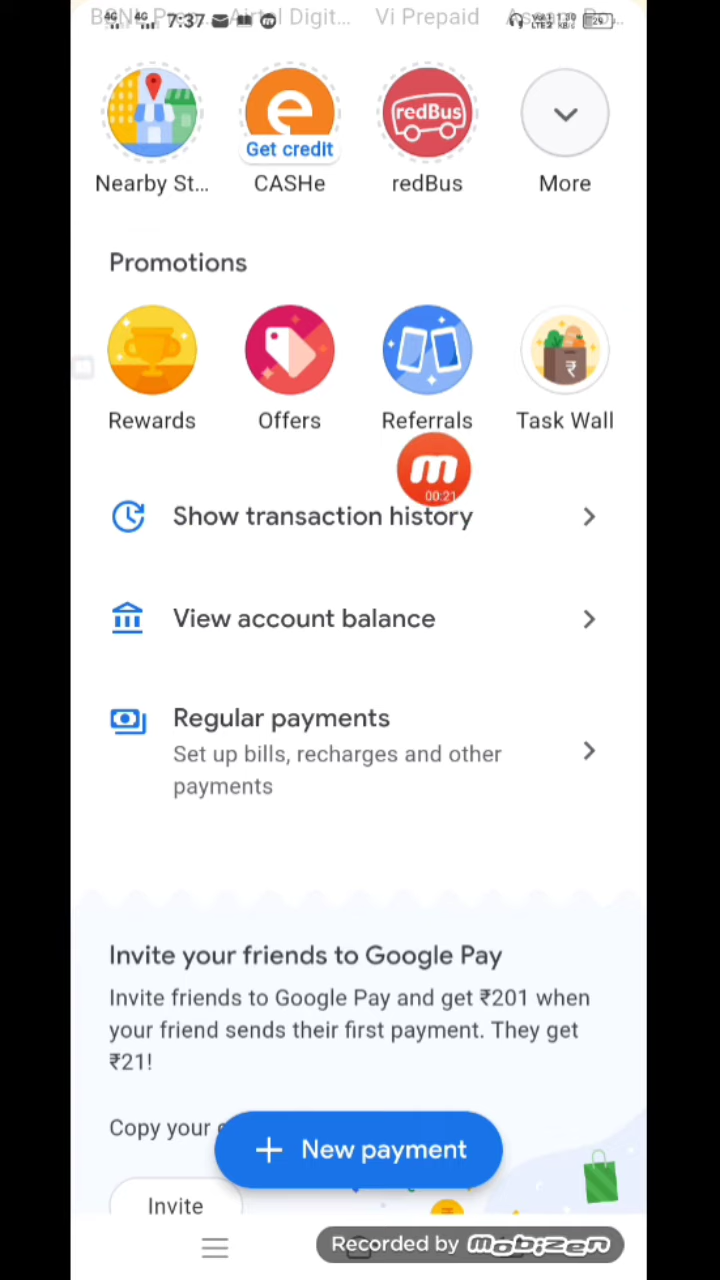 4G 4G 7:37
Airtel Digit... Vi Prepaid
redBus
Get credit
Nearby St... CASHe redBus More
Promotions
Rewards Offers Referrals Task Wall
m
00:21
Show transaction history
View account balance
Regular payments
Set up bills, recharges and other
payments
Invite your friends to Google Pay
Invite friends to Google Pay and get ₹201 when
your friend sends their first payment. They get
₹21!
Copy your
+ New payment
Invite
Recorded by mobizen